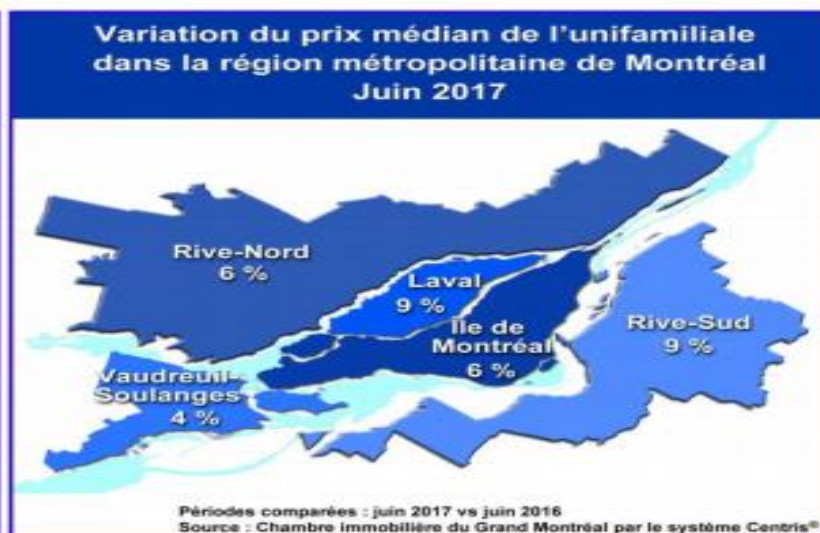 Variation du prix médian de l'unifamiliale
dans la région métropolitaine de Montréal
Juin 2017
Rive-Nord
6 %
Laval
9 %
Île de
Montréal
6 %
Rive-Sud
9 %
Vaudreuil-
Soulanges
4 %
Périodes comparées : juin 2017 vs juin 2016
Source : Chambre immobilière du Grand Montréal par le système Centris®